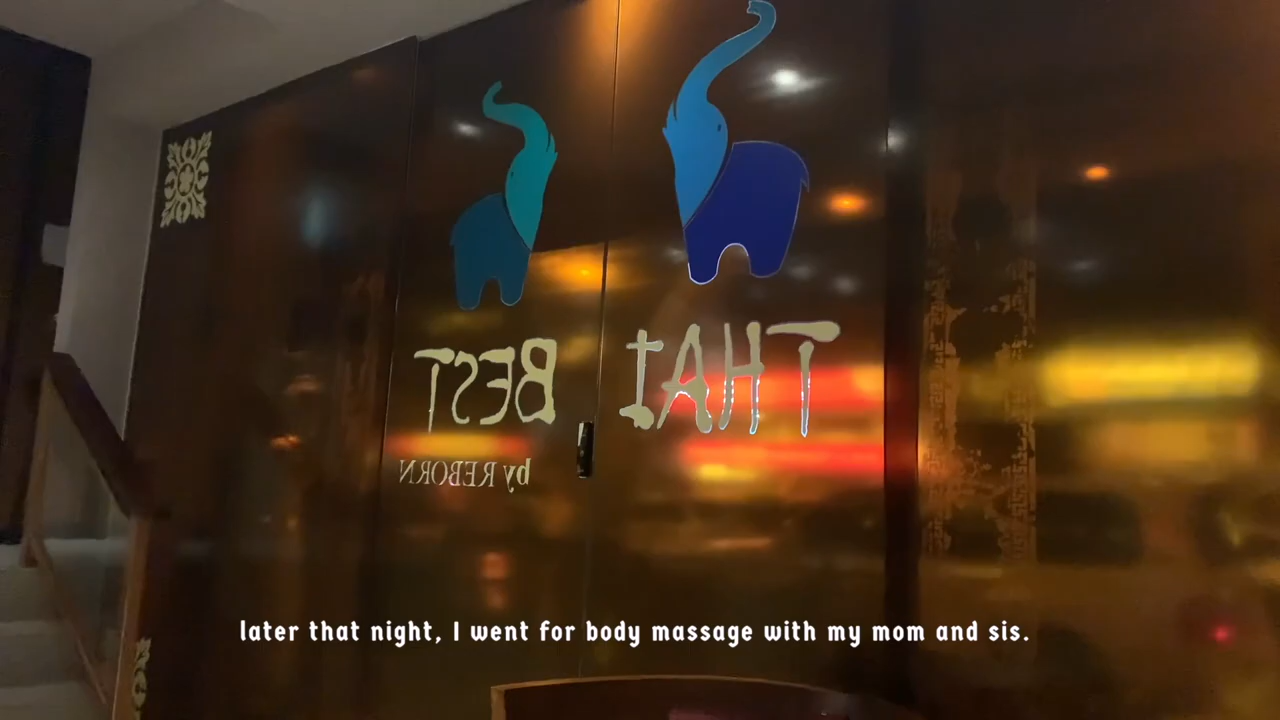 THAI BEST
by REBORN
later that night, I went for body massage with my mom and sis.